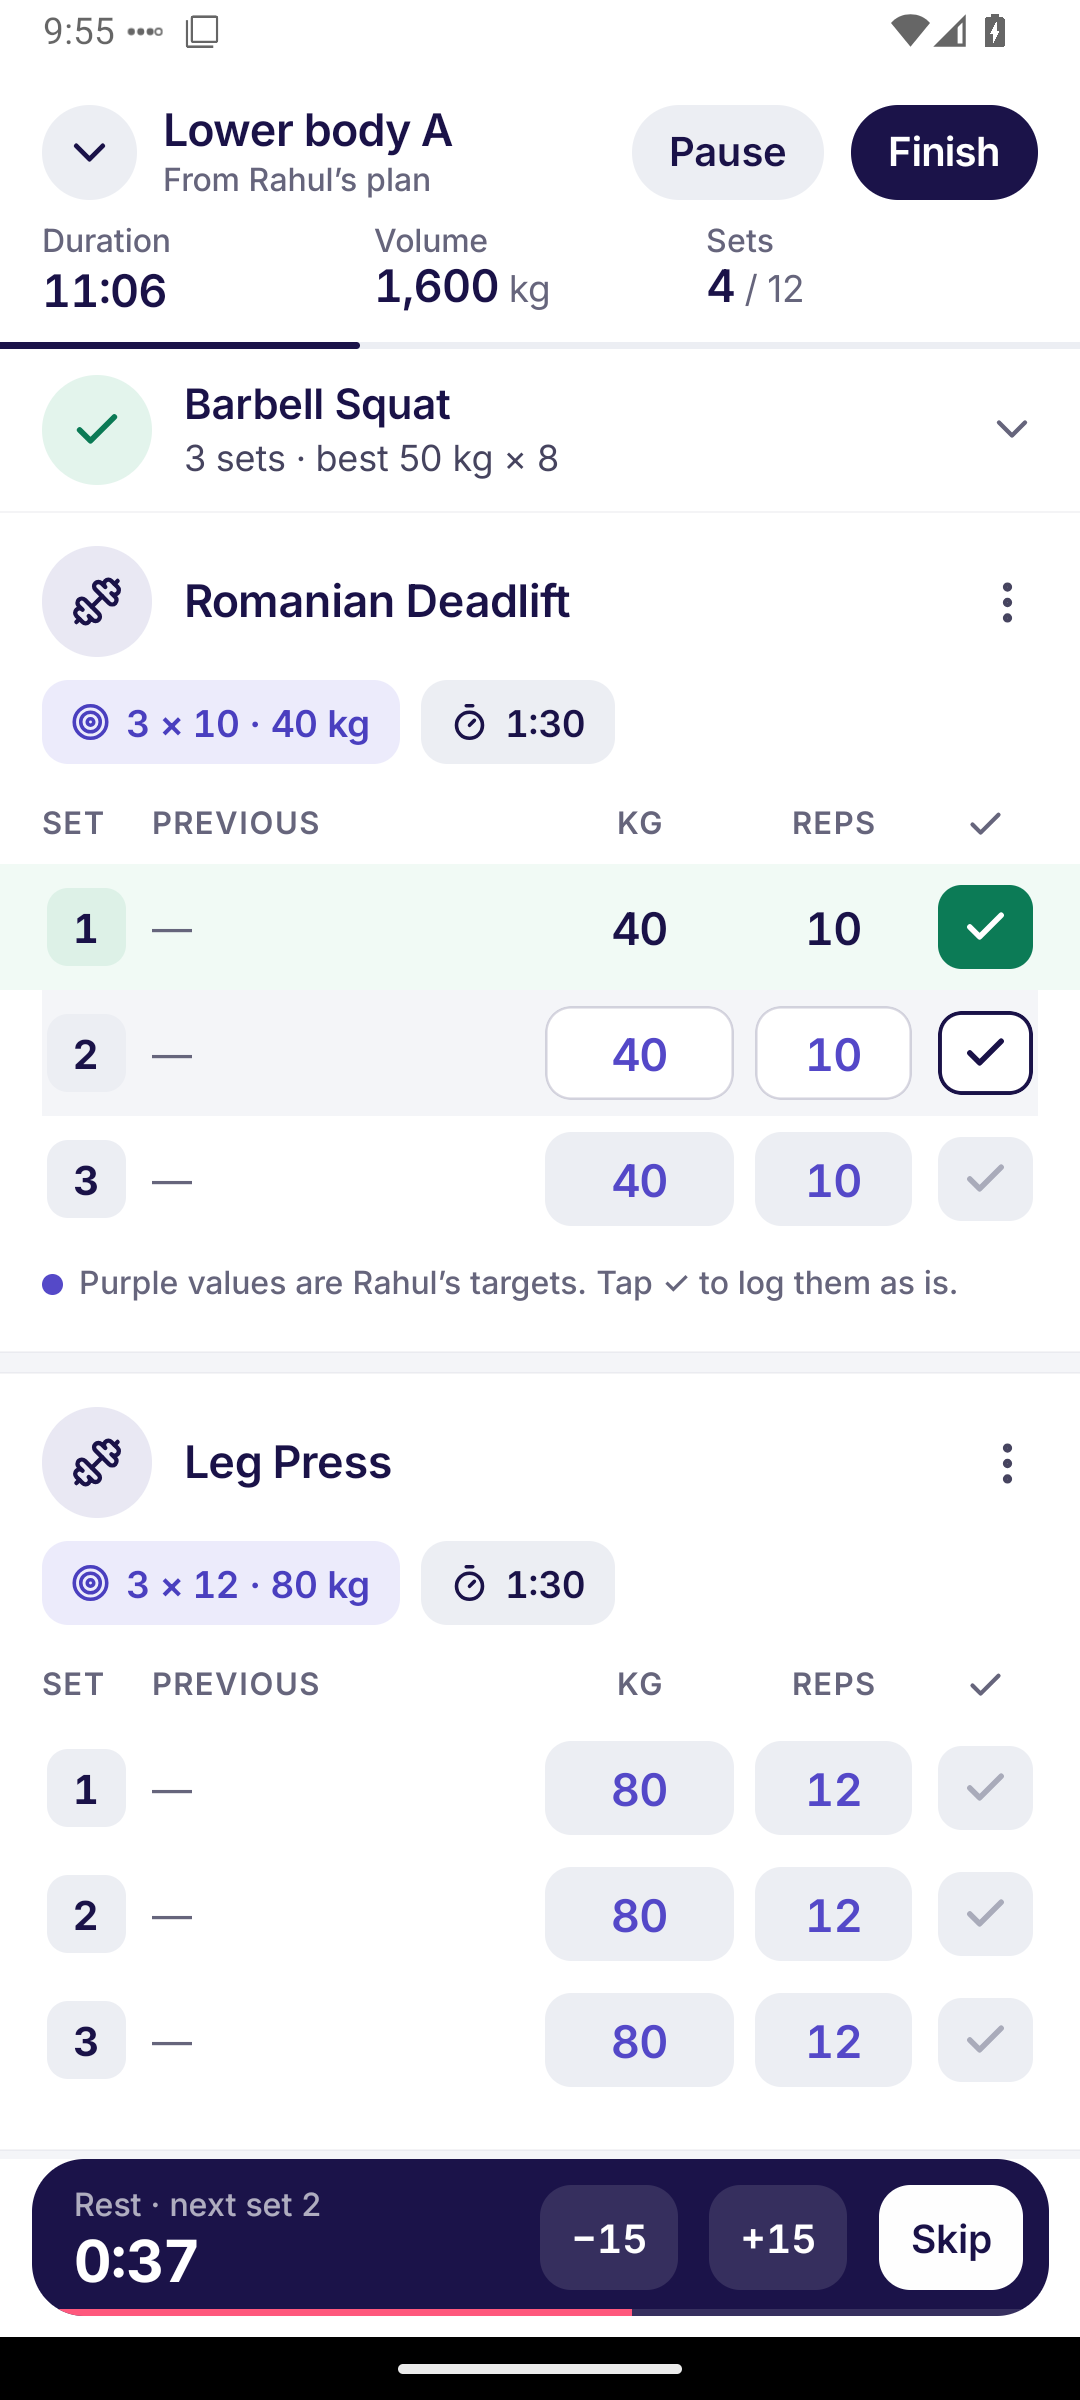 9:55
Lower body A
From Rahul’s plan
Pause
Finish
Duration
Volume
Sets
11:06
1,600 kg
4 / 12
Barbell Squat
3 sets · best 50 kg × 8
Romanian Deadlift
3 × 10 · 40 kg
1:30
SET PREVIOUS KG REPS ✓
1 — 40 10 ✓
2 — 40 10 ✓
3 — 40 10 ✓
Purple values are Rahul’s targets. Tap ✓ to log them as is.
Leg Press
3 × 12 · 80 kg
1:30
SET PREVIOUS KG REPS ✓
1 — 80 12 ✓
2 — 80 12 ✓
3 — 80 12 ✓
Rest · next set 2
0:37
−15
+15
Skip